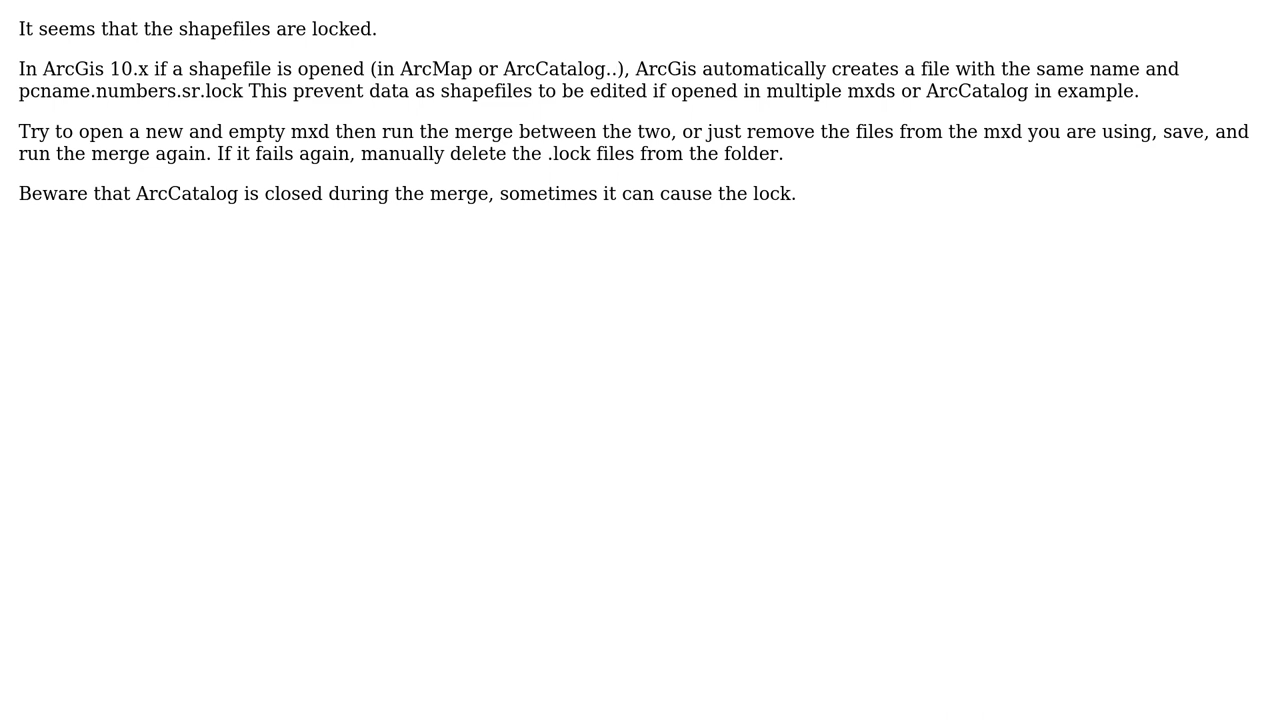 It seems that the shapefiles are locked.
In ArcGis 10.x if a shapefile is opened (in ArcMap or ArcCatalog..), ArcGis automatically creates a file with the same name and
pcname.numbers.sr.lock This prevent data as shapefiles to be edited if opened in multiple mxds or ArcCatalog in example.
Try to open a new and empty mxd then run the merge between the two, or just remove the files from the mxd you are using, save, and
run the merge again. If it fails again, manually delete the .lock files from the folder.
Beware that ArcCatalog is closed during the merge, sometimes it can cause the lock.